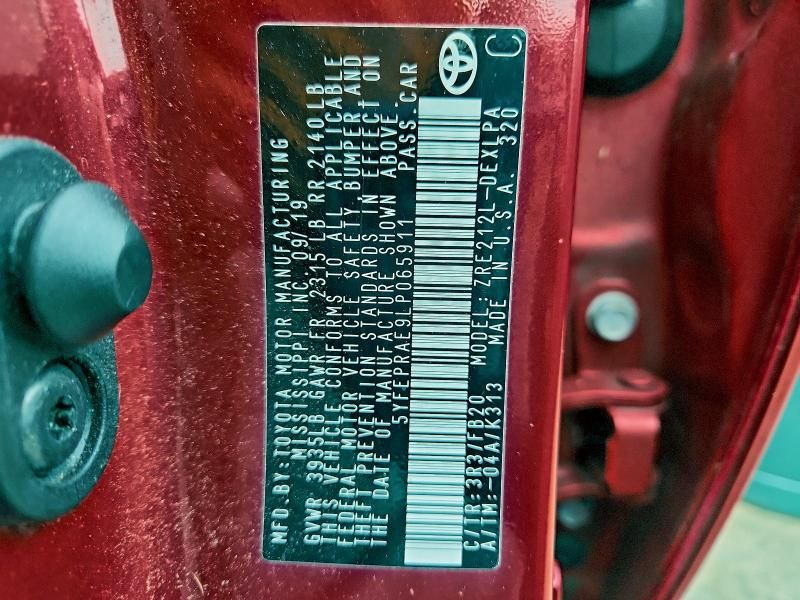 MFD.BY:TOYOTA MOTOR MANUFACTURING
MISSISSIPPI INC. 09/19
GVWR 3935LB GAWR FR 2315 LB RR 2140LB
THIS VEHICLE CONFORMS TO ALL APPLICABLE
FEDERAL MOTOR VEHICLE SAFETY, BUMPER AND
THEFT PREVENTION STANDARDS IN EFFECT ON
THE DATE OF MANUFACTURE SHOWN ABOVE.
5YFEPRAE9LP065911 PASS.CAR
C/TR:3R3/FB20 MODEL:ZRE212L-DEXLPA
A/TM:-04A/K313 MADE IN U.S.A. 320
C